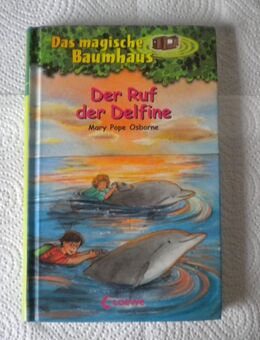 Das magische
Baumhaus
Der Ruf
der Delfine
Mary Pope Osborne
Loewe